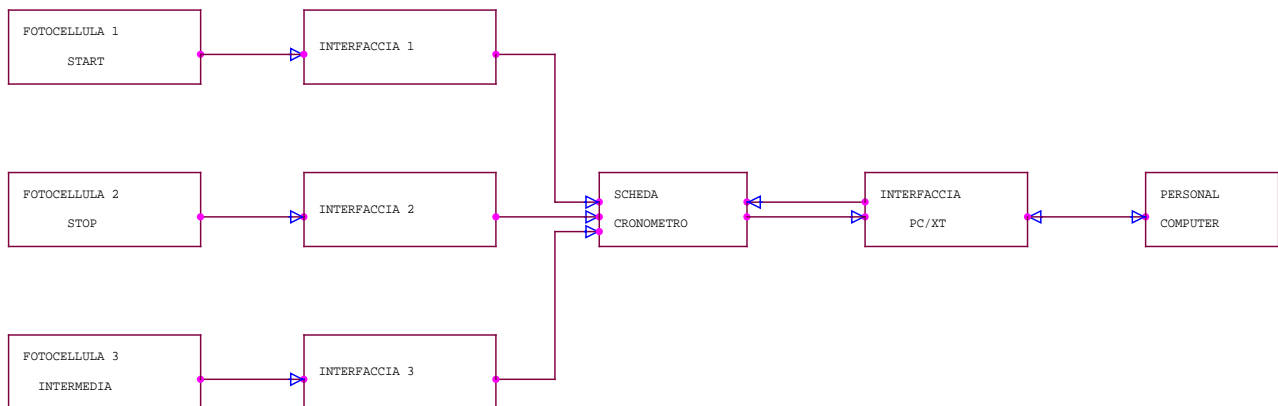 FOTOCELLULA 1
START
INTERFACCIA 1
FOTOCELLULA 2
STOP
INTERFACCIA 2
SCHEDA
CRONOMETRO
INTERFACCIA
PC/XT
PERSONAL
COMPUTER
FOTOCELLULA 3
INTERMEDIA
INTERFACCIA 3